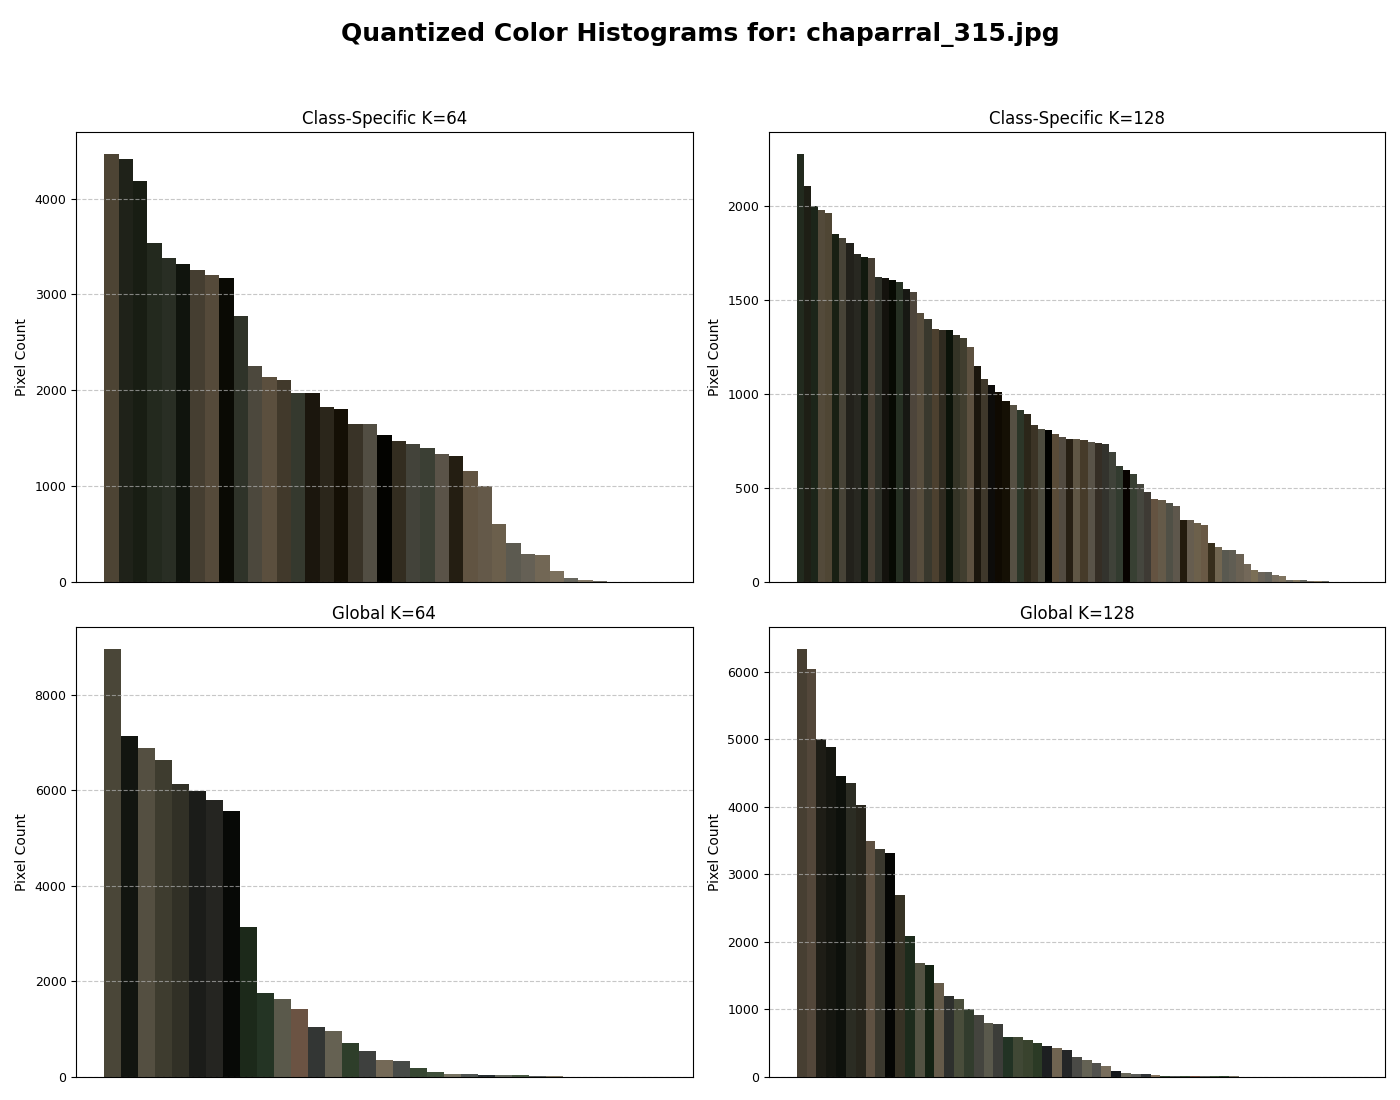 Quantized Color Histograms for: chaparral_315.jpg
Class-Specific K=64
Pixel Count
4000
3000
2000
1000
0
Class-Specific K=128
Pixel Count
2000
1500
1000
500
0
Global K=64
Pixel Count
8000
6000
4000
2000
0
Global K=128
Pixel Count
6000
5000
4000
3000
2000
1000
0